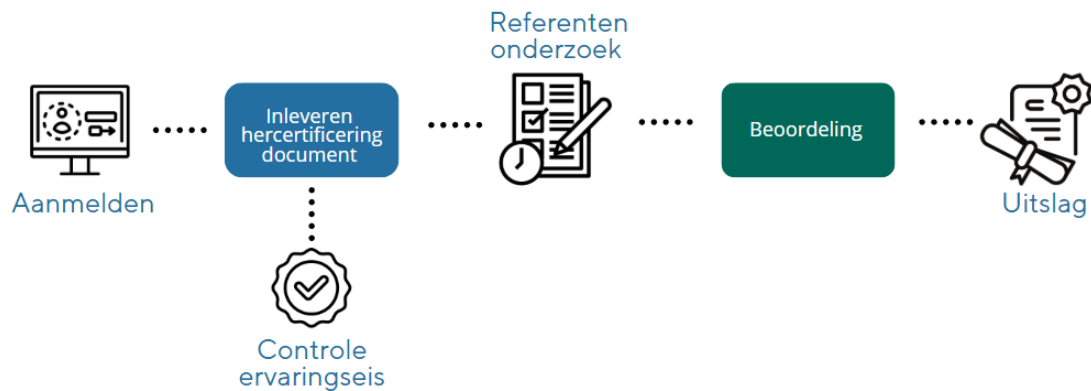 Aanmelden
Inleveren
hercertificering
document
Controle
ervaringseis
Referenten
onderzoek
Beoordeling
Uitslag